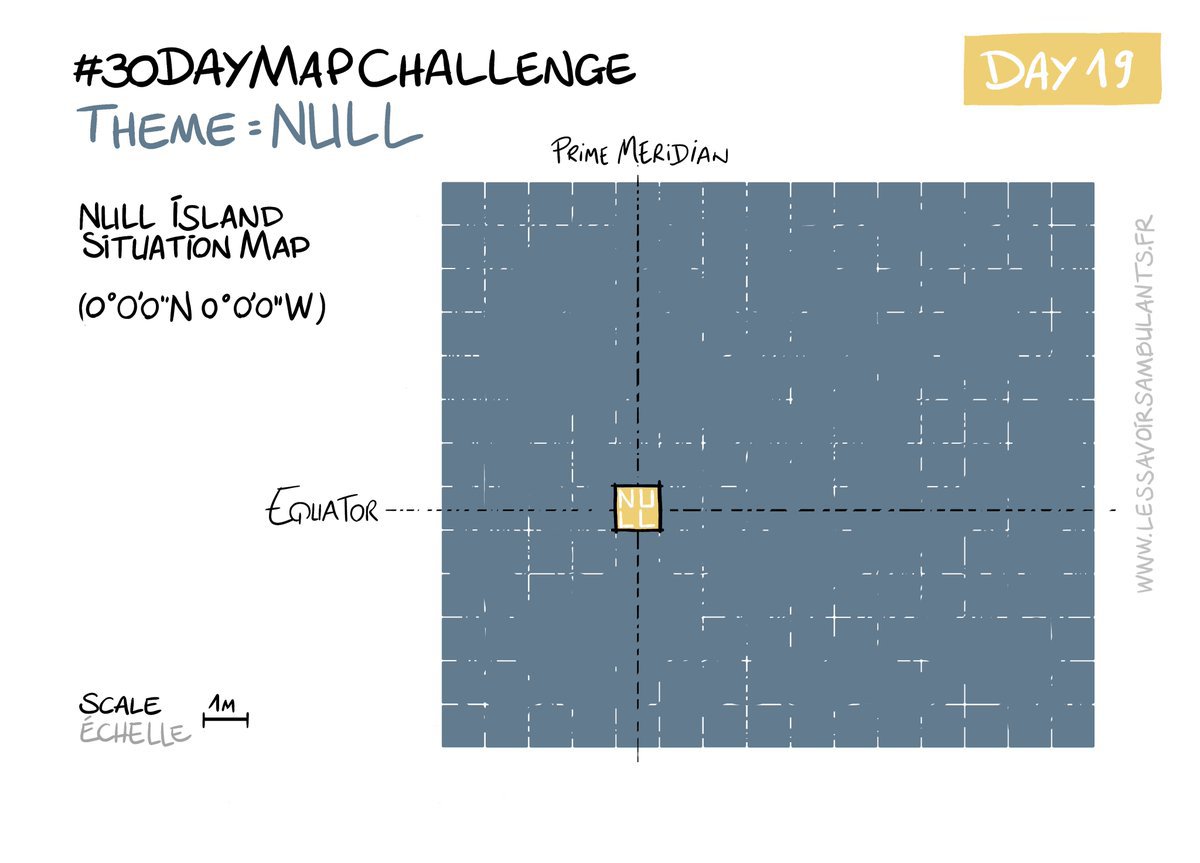 #30DAYMAPCHALLENGE
DAY 19
THEME = NULL
PRIME MERIDIAN
NULL ISLAND
SITUATION MAP
(0°0'0"N 0°0'0"W)
EQUATOR
NU
LL
WWW.LESSAVOIRSAMBULANTS.FR
SCALE
1M
ÉCHELLE